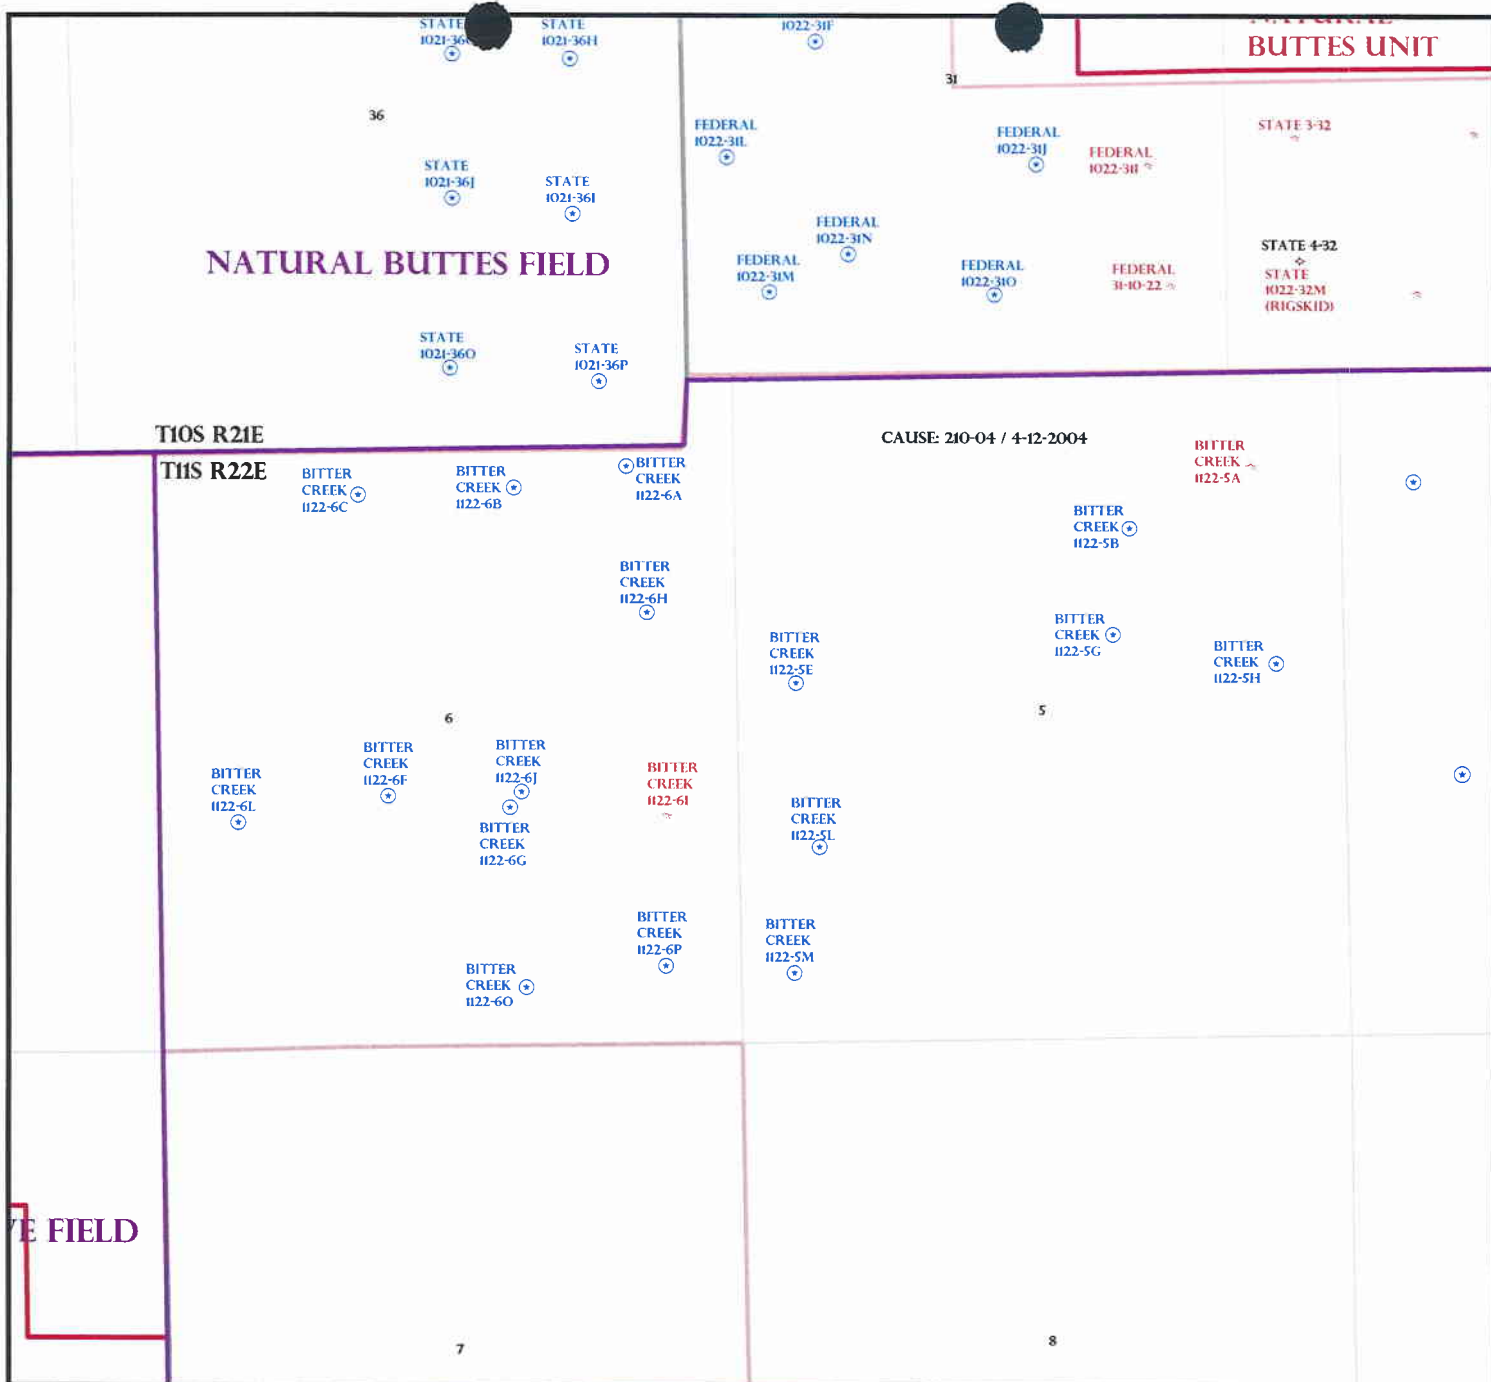 STATE
STATE
1021-36H
1022-31F
BUTTES UNIT
31
36
FEDERAL
1022-31L
FEDERAL
1022-31J
FEDERAL
1022-31I
STATE 3-32
STATE
1021-36J
STATE
1021-36I
FEDERAL
1022-31N
NATURAL BUTTES FIELD
FEDERAL
1022-31M
FEDERAL
1022-31O
FEDERAL
31-10-22
STATE 4-32
STATE
1022-32M
(RIGSKID)
STATE
1021-36O
STATE
1021-36P
T10S R21E
CAUSE: 210-04 / 4-12-2004
T11S R22E
BITTER
CREEK
1122-6C
BITTER
CREEK
1122-6B
BITTER
CREEK
1122-6A
BITTER
CREEK
1122-5A
BITTER
CREEK
1122-5B
BITTER
CREEK
1122-6H
BITTER
CREEK
1122-5E
BITTER
CREEK
1122-5G
BITTER
CREEK
1122-5H
6
5
BITTER
CREEK
1122-6L
BITTER
CREEK
1122-6F
BITTER
CREEK
1122-6J
BITTER
CREEK
1122-6G
BITTER
CREEK
1122-6I
BITTER
CREEK
1122-5L
BITTER
CREEK
1122-6P
BITTER
CREEK
1122-5M
BITTER
CREEK
1122-6O
FIELD
7
8